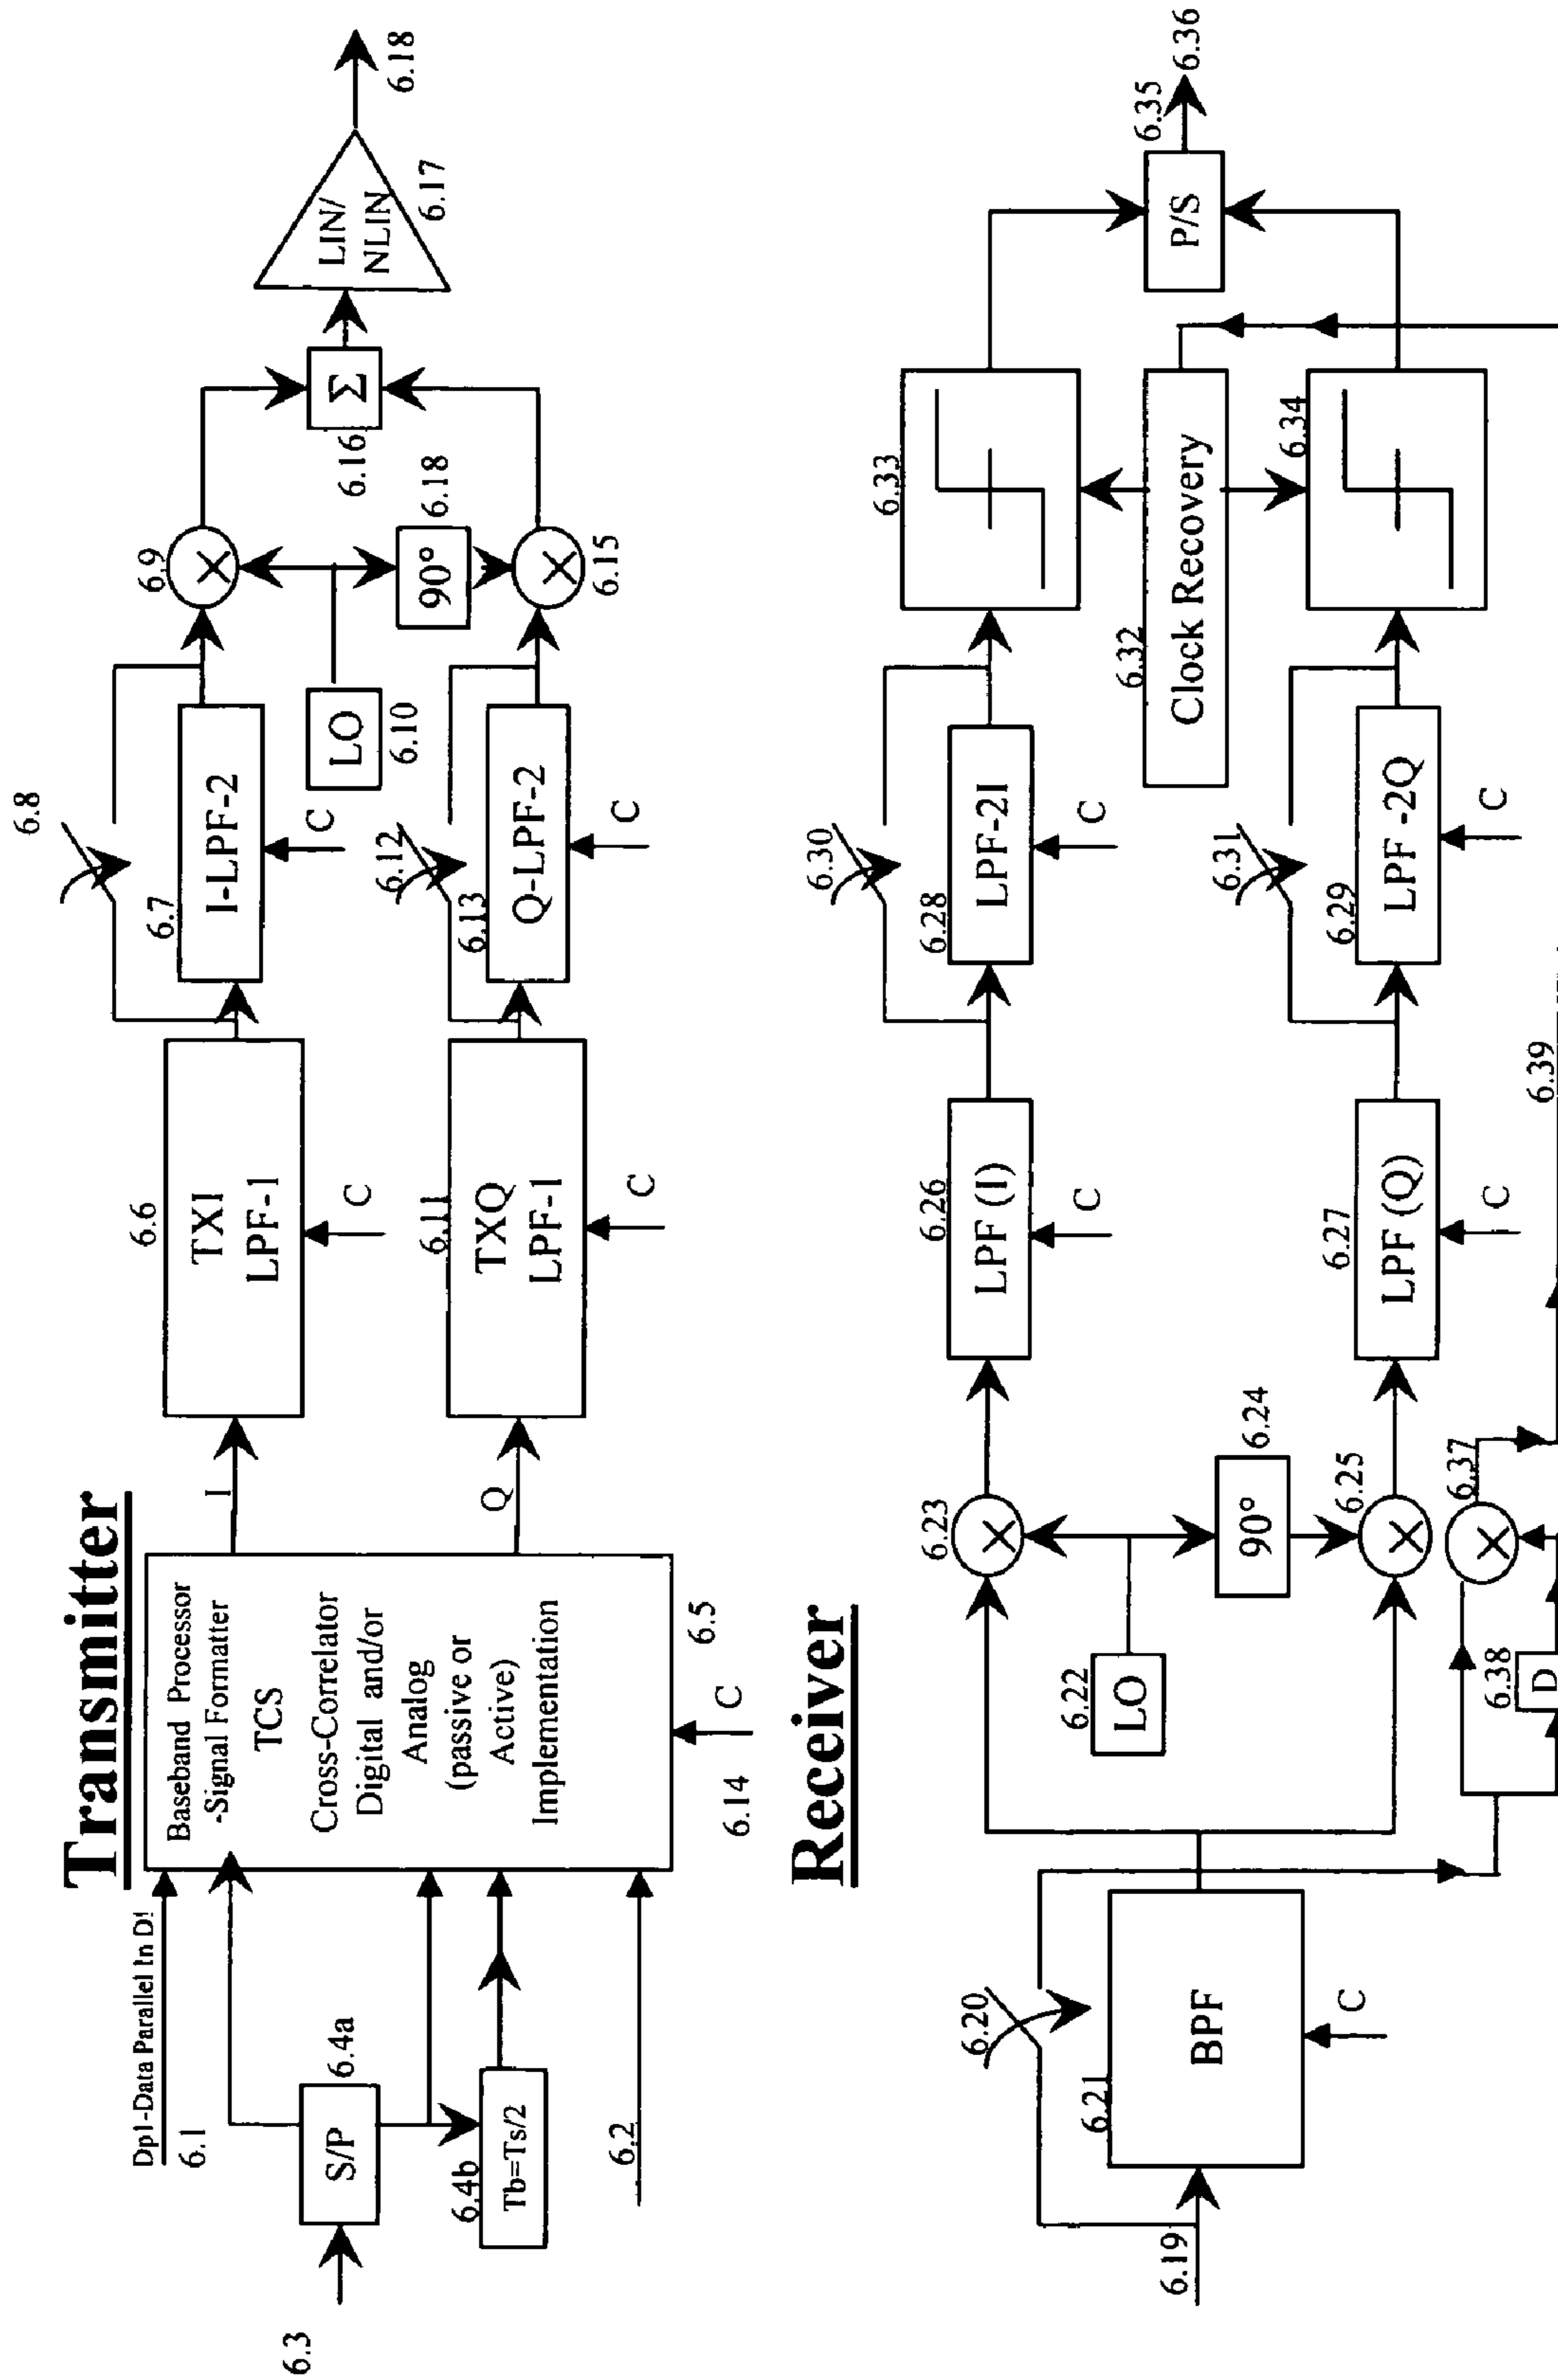 Transmitter
Dp1-Data Parallel In D!
6.1
6.3
S/P
6.4a
6.4b
Tb=Ts/2
6.2
Baseband Processor
-Signal Formatter
TCS
Cross-Correlator
Digital and/or
Analog
(passive or
Active)
Implementation
6.5
C
6.14
I
Q
6.6
TXI
LPF-1
C
6.11
TXQ
LPF-1
C
6.8
6.7
I-LPF-2
C
6.12
6.13
Q-LPF-2
C
LO
6.10
6,9
90°
6.18
6.15
Σ
6.16
LIN/
NLIN
6.17
6.18
Receiver
6.19
6.20
6.21
BPF
C
6.22
LO
6.23
90°
6.24
6.25
6.37
6.38
D
6.39
6.26
LPF (I)
C
6.27
LPF (Q)
C
6.30
6.28
LPF-2I
C
6.31
6.29
LPF -2Q
C
6.32
Clock Recovery
6.33
6.34
P/S
6.35
6.36